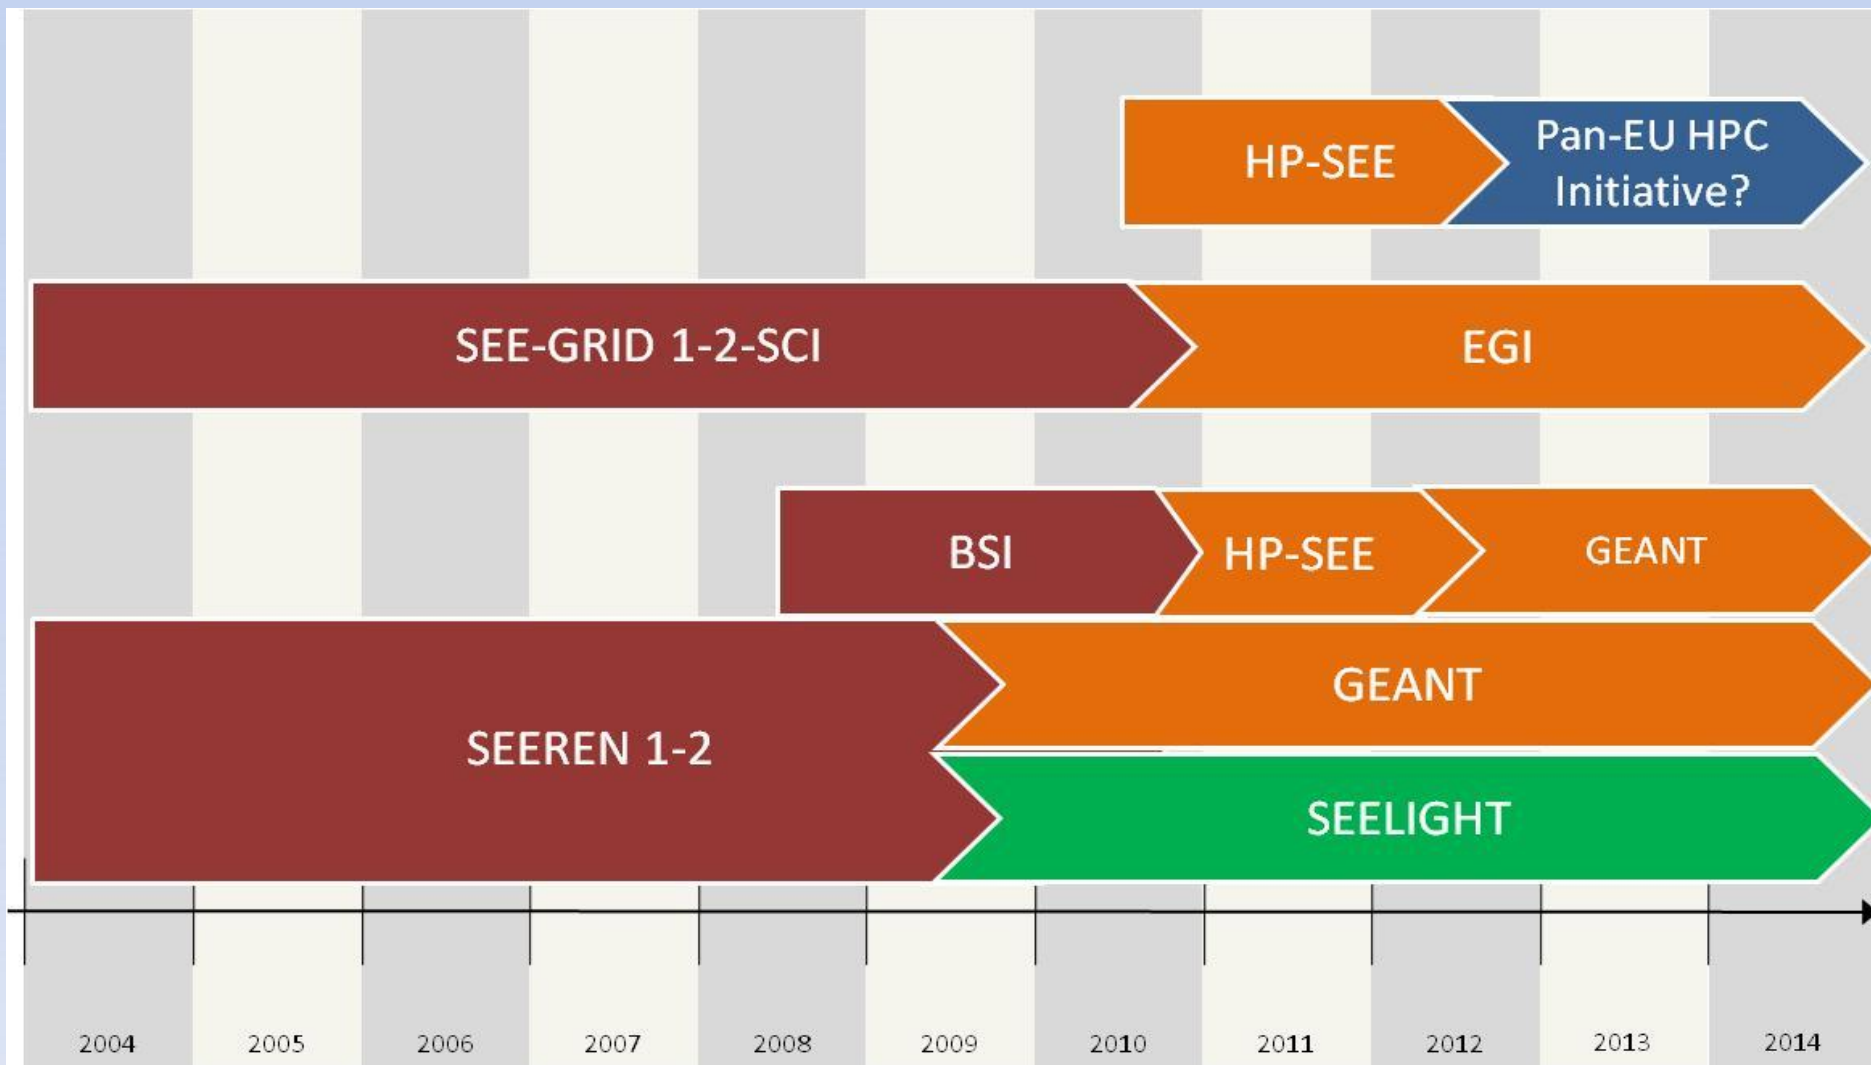 HP-SEE
Pan-EU HPC
Initiative?
SEE-GRID 1-2-SCI
EGI
BSI
HP-SEE
GEANT
SEEREN 1-2
GEANT
SEELIGHT
2004
2005
2006
2007
2008
2009
2010
2011
2012
2013
2014